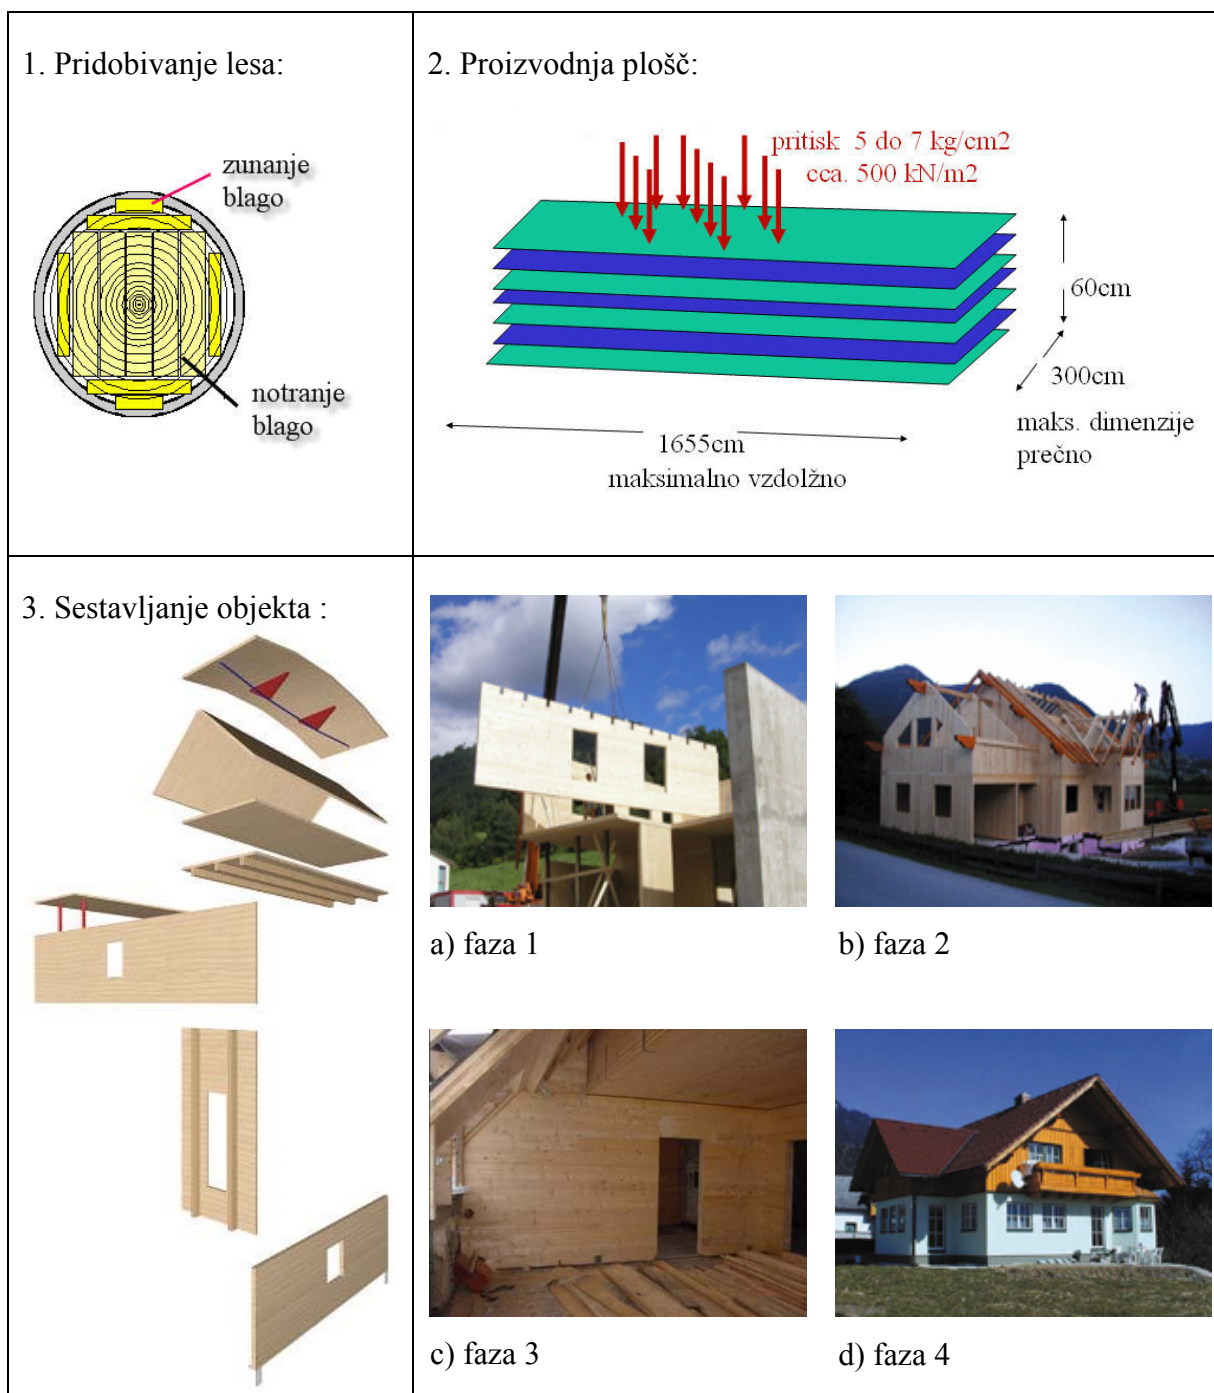 1. Pridobivanje lesa:
zunanje
blago
notranje
blago
2. Proizvodnja plošč:
pritisk 5 do 7 kg/cm2
cca. 500 kN/m2
60cm
300cm
maks. dimenzije
prečno
1655cm
maksimalno vzdolžno
3. Sestavljanje objekta :
a) faza 1
b) faza 2
c) faza 3
d) faza 4